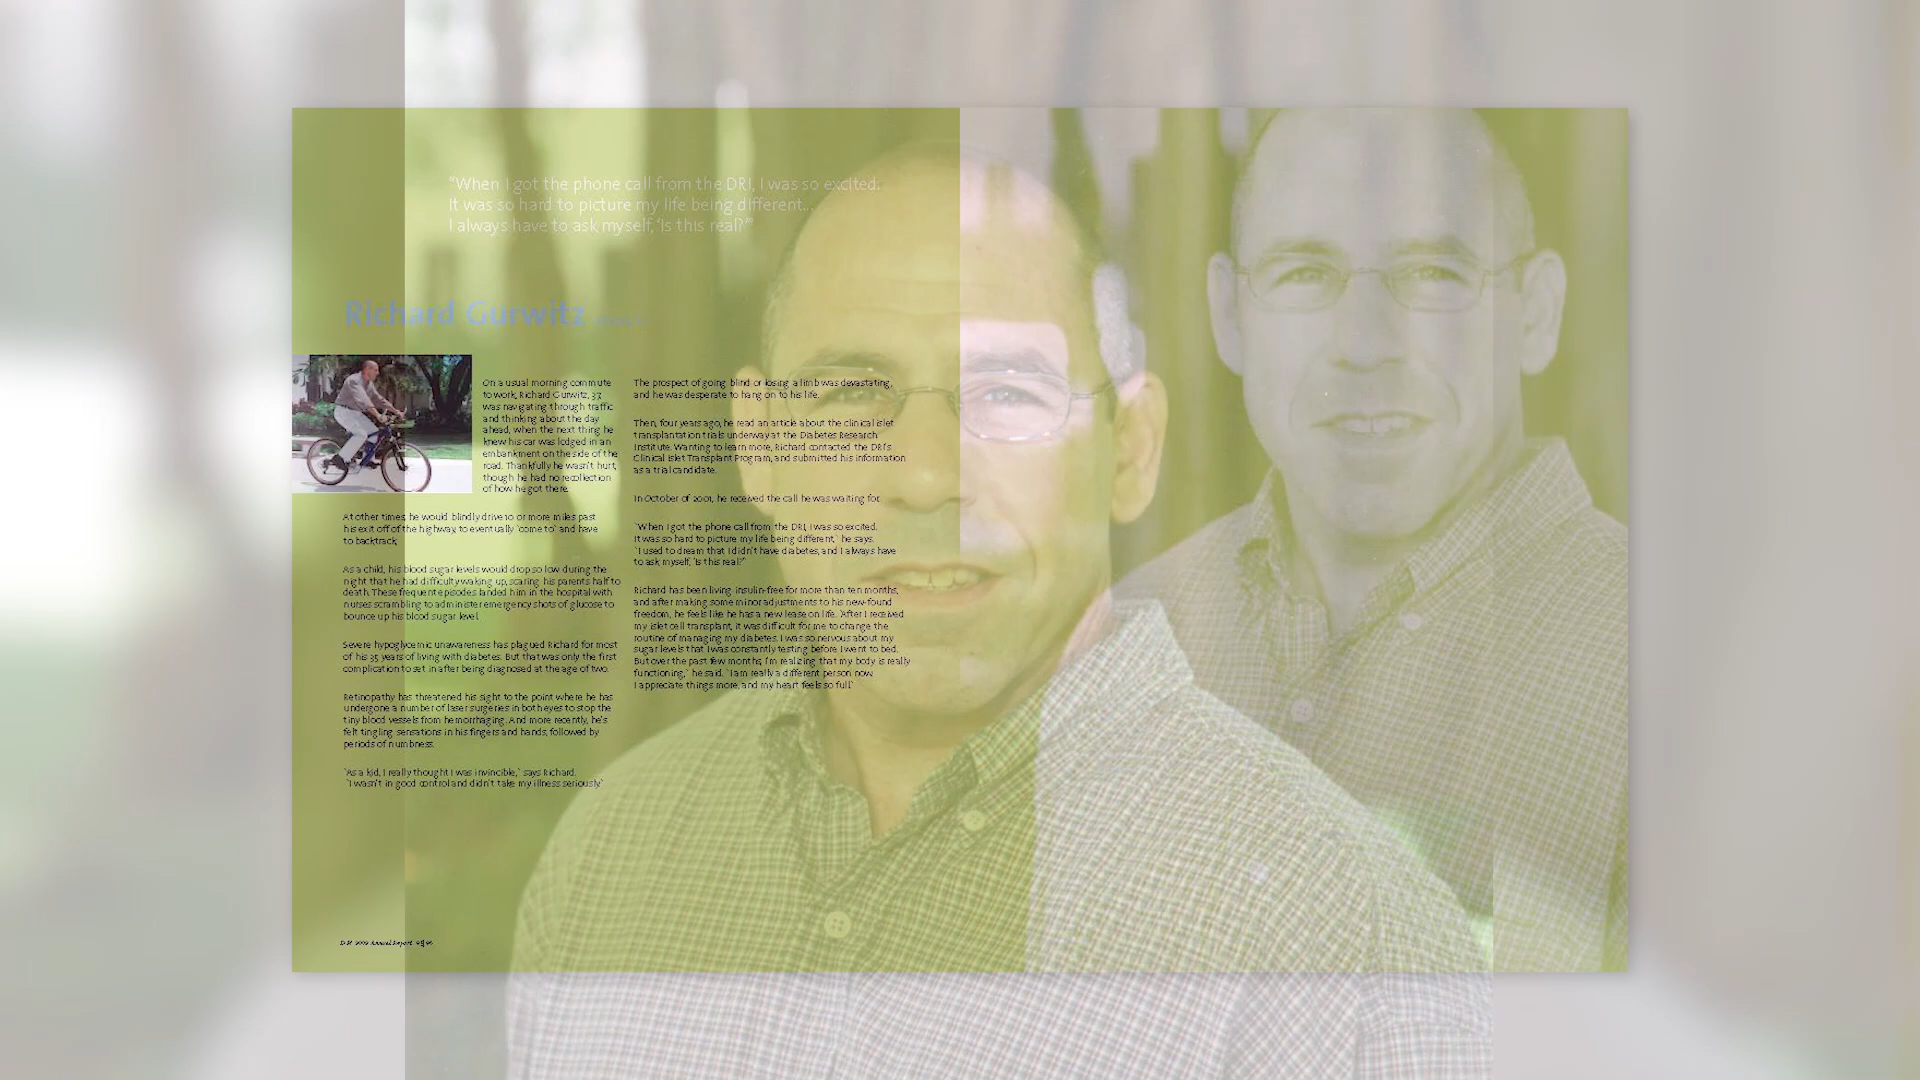 “When I got the phone call from the DRI, I was so excited.
It was so hard to picture my life being different...
I always have to ask myself, ‘Is this real?’”
Richard Gurwitz
On a usual morning commute
to work, Richard Gurwitz, 37,
was navigating through traffic
and thinking about the day
ahead, when the next thing he
knew his car was lodged in an
embankment on the side of the
road. Thankfully he wasn't hurt,
though he had no recollection
of how he got there.
At other times, he would blindly drive 10 or more miles past
his exit off of the highway, to eventually “come to” and have
to backtrack.
As a child, his blood sugar levels would drop so low during the
night that he had difficulty waking up, scaring his parents half to
death. These frequent episodes landed him in the hospital with
nurses scrambling to administer emergency shots of glucose to
bounce up his blood sugar level.
Severe hypoglycemic unawareness has plagued Richard for most
of his 35 years of living with diabetes. But that was only the first
complication to set in after being diagnosed at the age of two.
Retinopathy has threatened his sight to the point where he has
undergone a number of laser surgeries in both eyes to stop the
tiny blood vessels from hemorrhaging. And more recently, he's
felt tingling sensations in his fingers and hands, followed by
periods of numbness.
“As a kid, I really thought I was invincible,” says Richard.
“I wasn't in good control and didn't take my illness seriously.”
The prospect of going blind or losing a limb was devastating,
and he was desperate to hang on to his life.
Then, four years ago, he read an article about the clinical islet
transplantation trials underway at the Diabetes Research
Institute. Wanting to learn more, Richard contacted the DRI's
Clinical Islet Transplant Program, and submitted his information
as a trial candidate.
In October of 2001, he received the call he was waiting for.
“When I got the phone call from the DRI, I was so excited.
It was so hard to picture my life being different,” he says.
“I used to dream that I didn't have diabetes, and I always have
to ask myself, ‘Is this real?’”
Richard has been living insulin-free for more than ten months,
and after making some minor adjustments to his new-found
freedom, he feels like he has a new lease on life. “After I received
my islet cell transplant, it was difficult for me to change the
routine of managing my diabetes. I was so nervous about my
sugar levels that I was constantly testing before I went to bed.
But over the past few months, I'm realizing that my body is really
functioning,” he said. “I am really a different person now.
I appreciate things more, and my heart feels so full.”
DRI 2002 Annual Report